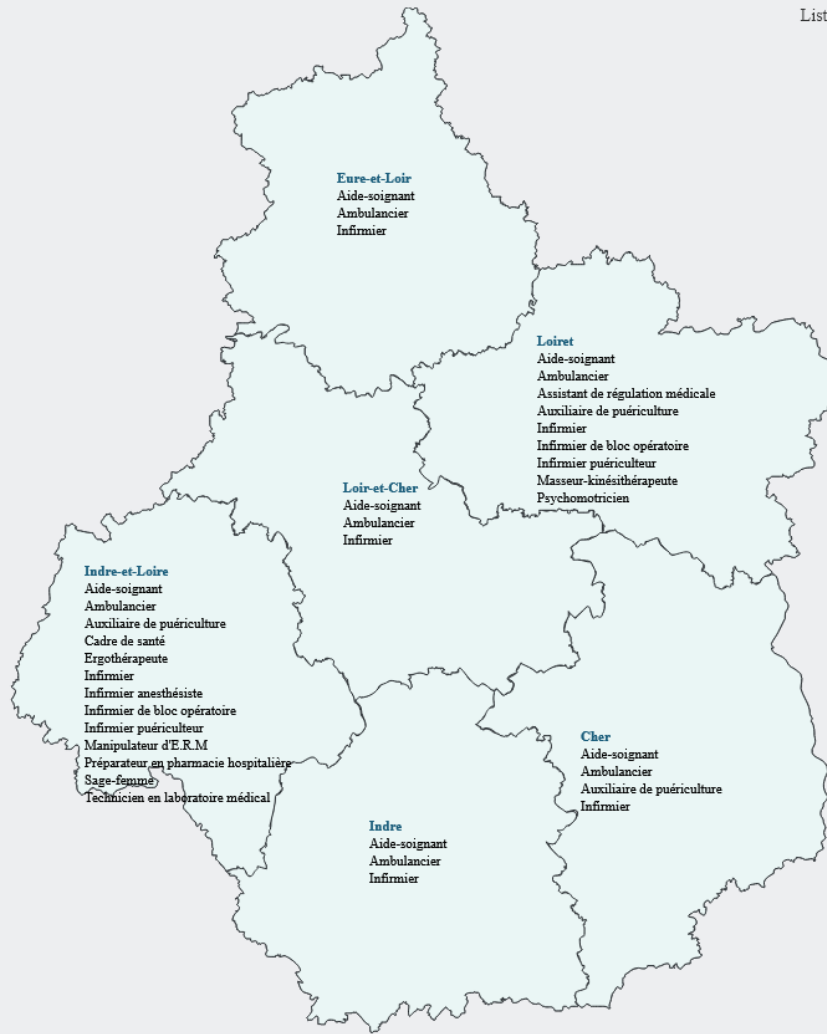 List
Eure-et-Loir
Aide-soignant
Ambulancier
Infirmier
Loiret
Aide-soignant
Ambulancier
Assistant de régulation médicale
Auxiliaire de puériculture
Infirmier
Infirmier de bloc opératoire
Infirmier puériculteur
Masseur-kinésithérapeute
Psychomotricien
Loir-et-Cher
Aide-soignant
Ambulancier
Infirmier
Indre-et-Loire
Aide-soignant
Ambulancier
Auxiliaire de puériculture
Cadre de santé
Ergothérapeute
Infirmier
Infirmier anesthésiste
Infirmier de bloc opératoire
Infirmier puériculteur
Manipulateur d'E.R.M
Préparateur en pharmacie hospitalière
Sage-femme
Technicien en laboratoire médical
Cher
Aide-soignant
Ambulancier
Auxiliaire de puériculture
Infirmier
Indre
Aide-soignant
Ambulancier
Infirmier